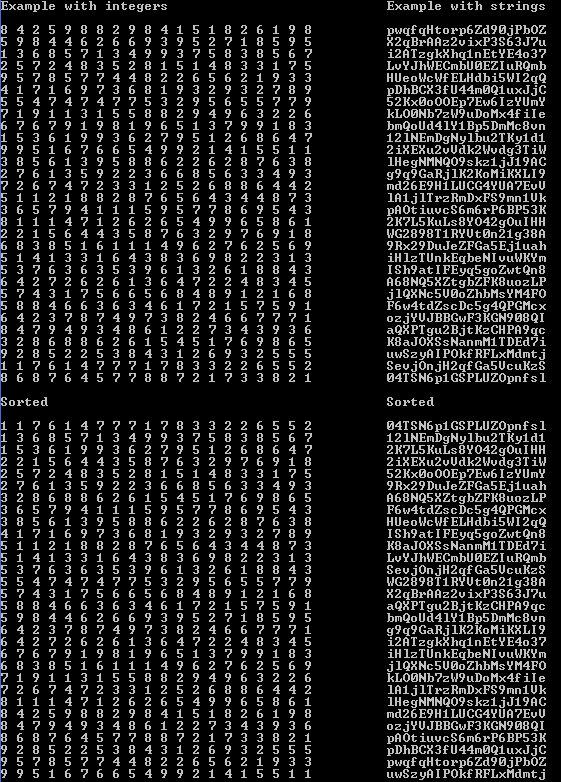 Example with integers Example with strings
8 4 2 5 9 8 8 2 9 8 4 1 5 1 8 2 6 1 9 8 pwqfqHtorp6Zd90jPbOZ
5 9 8 4 4 6 2 6 6 9 3 9 5 2 7 1 8 5 9 5 X2qBrAAz2vixP3S63J7u
1 3 6 8 5 7 1 3 4 9 9 3 7 5 8 3 8 5 6 7 i2ATzgkXhq1nEtYE4o37
2 5 7 2 4 8 3 5 2 8 1 5 1 4 8 3 3 1 7 5 LvYJhWECmbU0EZIuRQmb
9 5 7 8 5 7 7 4 4 8 2 2 6 5 6 2 1 9 3 3 HUeoWcWfELHdbi5WI2qQ
4 1 7 1 6 9 7 3 6 8 1 9 3 2 9 3 2 7 8 9 pDhBCX3fU44m0Q1uxJjC
5 5 4 7 4 7 4 7 7 5 3 2 9 5 6 5 5 7 7 9 52Kx0oOOEp7Ew6IzYUmY
7 1 9 1 1 3 1 5 5 8 8 2 9 4 9 6 3 2 2 6 kLO0Nb7zW9uDoMx4fiIe
6 7 6 7 9 1 9 8 1 9 6 5 1 3 7 9 9 1 8 3 bmQoUd4lY1Bp5DmMc8vn
1 5 3 6 1 9 9 3 6 2 7 9 5 1 2 6 8 6 4 7 12lNEmDgNylbu2TKy1d1
9 9 5 1 6 7 6 6 5 4 9 9 2 1 4 1 5 5 1 1 2iXEXu2vUdk2Wvdg3TiW
3 8 5 6 1 3 9 5 8 8 6 2 2 6 2 8 7 6 3 8 lHegNMNQO9skz1jJ19AC
2 7 6 1 3 5 9 2 2 3 6 6 8 5 6 3 3 4 9 3 g9q9GaRjlK2KoMiKXLI9
7 2 6 7 4 7 2 3 3 1 2 5 2 6 8 8 6 4 4 2 md26E9HiLUCG4YUA7EvV
5 1 1 2 1 8 8 2 8 7 6 5 6 4 3 4 4 8 7 3 lA1jlTrzRmDxFS9mn1Vk
3 6 5 7 9 4 1 1 1 5 9 5 7 7 8 6 9 5 4 3 pAOtiuvcS6m6rP6BP53K
8 1 1 1 4 7 1 2 6 2 6 5 4 9 6 6 5 8 6 1 2K7L5KuLs8YO42gOuIHH
2 2 1 5 6 4 4 3 5 8 7 6 3 2 9 7 6 9 1 8 WG2898T1RYVt0n21g38A
6 8 3 8 5 1 6 1 1 1 4 9 6 2 7 6 2 5 6 9 9Rx29DuJeZFGa5Ej1uah
5 1 4 1 3 3 1 6 4 3 8 3 6 9 8 2 2 3 1 3 iHlzTUnkEqbeNIvuWKYm
5 3 7 6 3 6 3 5 3 9 6 1 3 2 6 1 8 8 4 3 ISh9atIFEyq5goZwtQn8
6 4 2 7 2 6 2 6 1 3 6 4 7 2 2 4 8 3 4 5 A68NQ5XZtgbZFK8uozLP
5 7 4 3 1 7 5 6 6 5 6 8 4 8 9 1 2 1 6 8 jlQXNc5V0oZhbMsYM4FO
5 8 8 4 6 6 3 6 3 4 6 1 7 2 1 5 7 5 9 1 F6w4tdZscDc5g4QPGMcx
6 4 2 3 7 8 7 4 9 7 3 8 2 4 6 6 7 7 7 1 ozjYVJBBGwF3KGN908QI
8 4 7 9 4 9 3 4 8 6 1 2 2 7 3 4 3 9 3 6 aQXPTgu2BjtKzCHPA9qc
3 2 8 6 8 8 6 2 6 1 5 4 5 1 7 6 9 8 6 5 K8aJOXSsNanmM1TDEd7i
9 2 8 5 2 2 5 3 8 4 3 1 2 6 9 3 2 5 5 5 uwSzyAIPOkfRFLxMdmtj
1 1 7 6 1 4 7 7 7 1 7 8 3 3 2 2 6 5 5 2 SevjOnjH2qfGa5VcuKzS
8 6 8 7 6 4 5 7 7 8 8 7 2 1 7 3 3 8 2 1 04TSN6p1GSPLUZOpnfsl
Sorted Sorted
1 1 7 6 1 4 7 7 7 1 7 8 3 3 2 2 6 5 5 2 04TSN6p1GSPLUZOpnfsl
1 3 6 8 5 7 1 3 4 9 9 3 7 5 8 3 8 5 6 7 12lNEmDgNylbu2TKy1d1
1 5 3 6 1 9 9 3 6 2 7 9 5 1 2 6 8 6 4 7 2K7L5KuLs8YO42gOuIHH
2 2 1 5 6 4 4 3 5 8 7 6 3 2 9 7 6 9 1 8 2iXEXu2vUdk2Wvdg3TiW
2 5 7 2 4 8 3 5 2 8 1 5 1 4 8 3 3 1 7 5 52Kx0oOOEp7Ew6IzYUmY
2 7 6 1 3 5 9 2 2 3 6 6 8 5 6 3 3 4 9 3 9Rx29DuJeZFGa5Ej1uah
3 2 8 6 8 8 6 2 6 1 5 4 5 1 7 6 9 8 6 5 A68NQ5XZtgbZFK8uozLP
3 6 5 7 9 4 1 1 1 5 9 5 7 7 8 6 9 5 4 3 F6w4tdZscDc5g4QPGMcx
3 8 5 6 1 3 9 5 8 8 6 2 2 6 2 8 7 6 3 8 HUeoWcWfELHdbi5WI2qQ
4 1 7 1 6 9 7 3 6 8 1 9 3 2 9 3 2 7 8 9 ISh9atIFEyq5goZwtQn8
5 1 1 2 1 8 8 2 8 7 6 5 6 4 3 4 4 8 7 3 K8aJOXSsNanmM1TDEd7i
5 1 4 1 3 3 1 6 4 3 8 3 6 9 8 2 2 3 1 3 LvYJhWECmbU0EZIuRQmb
5 3 7 6 3 6 3 5 3 9 6 1 3 2 6 1 8 8 4 3 SevjOnjH2qfGa5VcuKzS
5 5 4 7 4 7 4 7 7 5 3 2 9 5 6 5 5 7 7 9 WG2898T1RYVt0n21g38A
5 7 4 3 1 7 5 6 6 5 6 8 4 8 9 1 2 1 6 8 X2qBrAAz2vixP3S63J7u
5 8 8 4 6 6 3 6 3 4 6 1 7 2 1 5 7 5 9 1 aQXPTgu2BjtKzCHPA9qc
5 9 8 4 4 6 2 6 6 9 3 9 5 2 7 1 8 5 9 5 bmQoUd4lY1Bp5DmMc8vn
6 4 2 3 7 8 7 4 9 7 3 8 2 4 6 6 7 7 7 1 g9q9GaRjlK2KoMiKXLI9
6 4 2 7 2 6 2 6 1 3 6 4 7 2 2 4 8 3 4 5 i2ATzgkXhq1nEtYE4o37
6 7 6 7 9 1 9 8 1 9 6 5 1 3 7 9 9 1 8 3 iHlzTUnkEqbeNIvuWKYm
6 8 3 8 5 1 6 1 1 1 4 9 6 2 7 6 2 5 6 9 jlQXNc5V0oZhbMsYM4FO
7 1 9 1 1 3 1 5 5 8 8 2 9 4 9 6 3 2 2 6 kLO0Nb7zW9uDoMx4fiIe
7 2 6 7 4 7 2 3 3 1 2 5 2 6 8 8 6 4 4 2 lA1jlTrzRmDxFS9mn1Vk
8 1 1 1 4 7 1 2 6 2 6 5 4 9 6 6 5 8 6 1 lHegNMNQO9skz1jJ19AC
8 4 2 5 9 8 8 2 9 8 4 1 5 1 8 2 6 1 9 8 md26E9HiLUCG4YUA7EvV
8 4 7 9 4 9 3 4 8 6 1 2 2 7 3 4 3 9 3 6 ozjYVJBBGwF3KGN908QI
8 6 8 7 6 4 5 7 7 8 8 7 2 1 7 3 3 8 2 1 pAOtiuvcS6m6rP6BP53K
9 2 8 5 2 2 5 3 8 4 3 1 2 6 9 3 2 5 5 5 pDhBCX3fU44m0Q1uxJjC
9 5 7 8 5 7 7 4 4 8 2 2 6 5 6 2 1 9 3 3 pwqfqHtorp6Zd90jPbOZ
9 9 5 1 6 7 6 6 5 4 9 9 2 1 4 1 5 5 1 1 uwSzyAIPOkfRFLxMdmtj